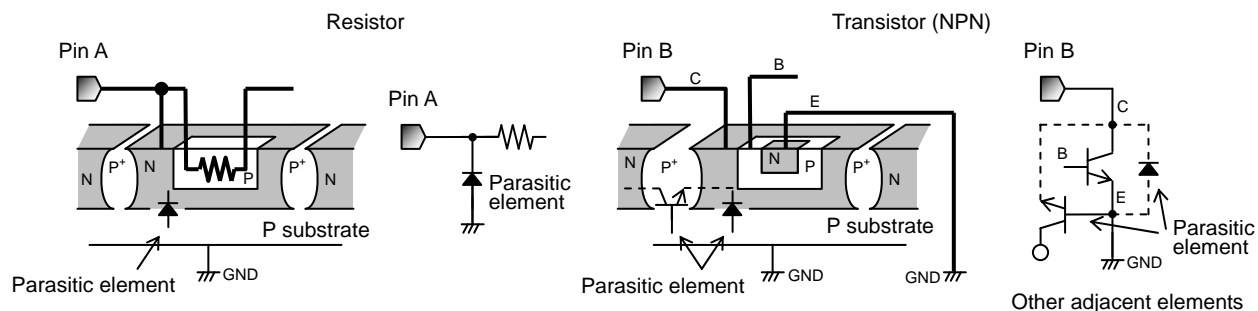 Resistor
Transistor (NPN)
Pin A
Pin B
Pin B
C
B
E
C
Pin A
N
P+
N
P
P+
N
N
P+
N
P
P+
N
B
E
Parasitic
element
P substrate
P substrate
Parasitic
element
Parasitic element
GND
Parasitic element
GND
GND
GND
Other adjacent elements